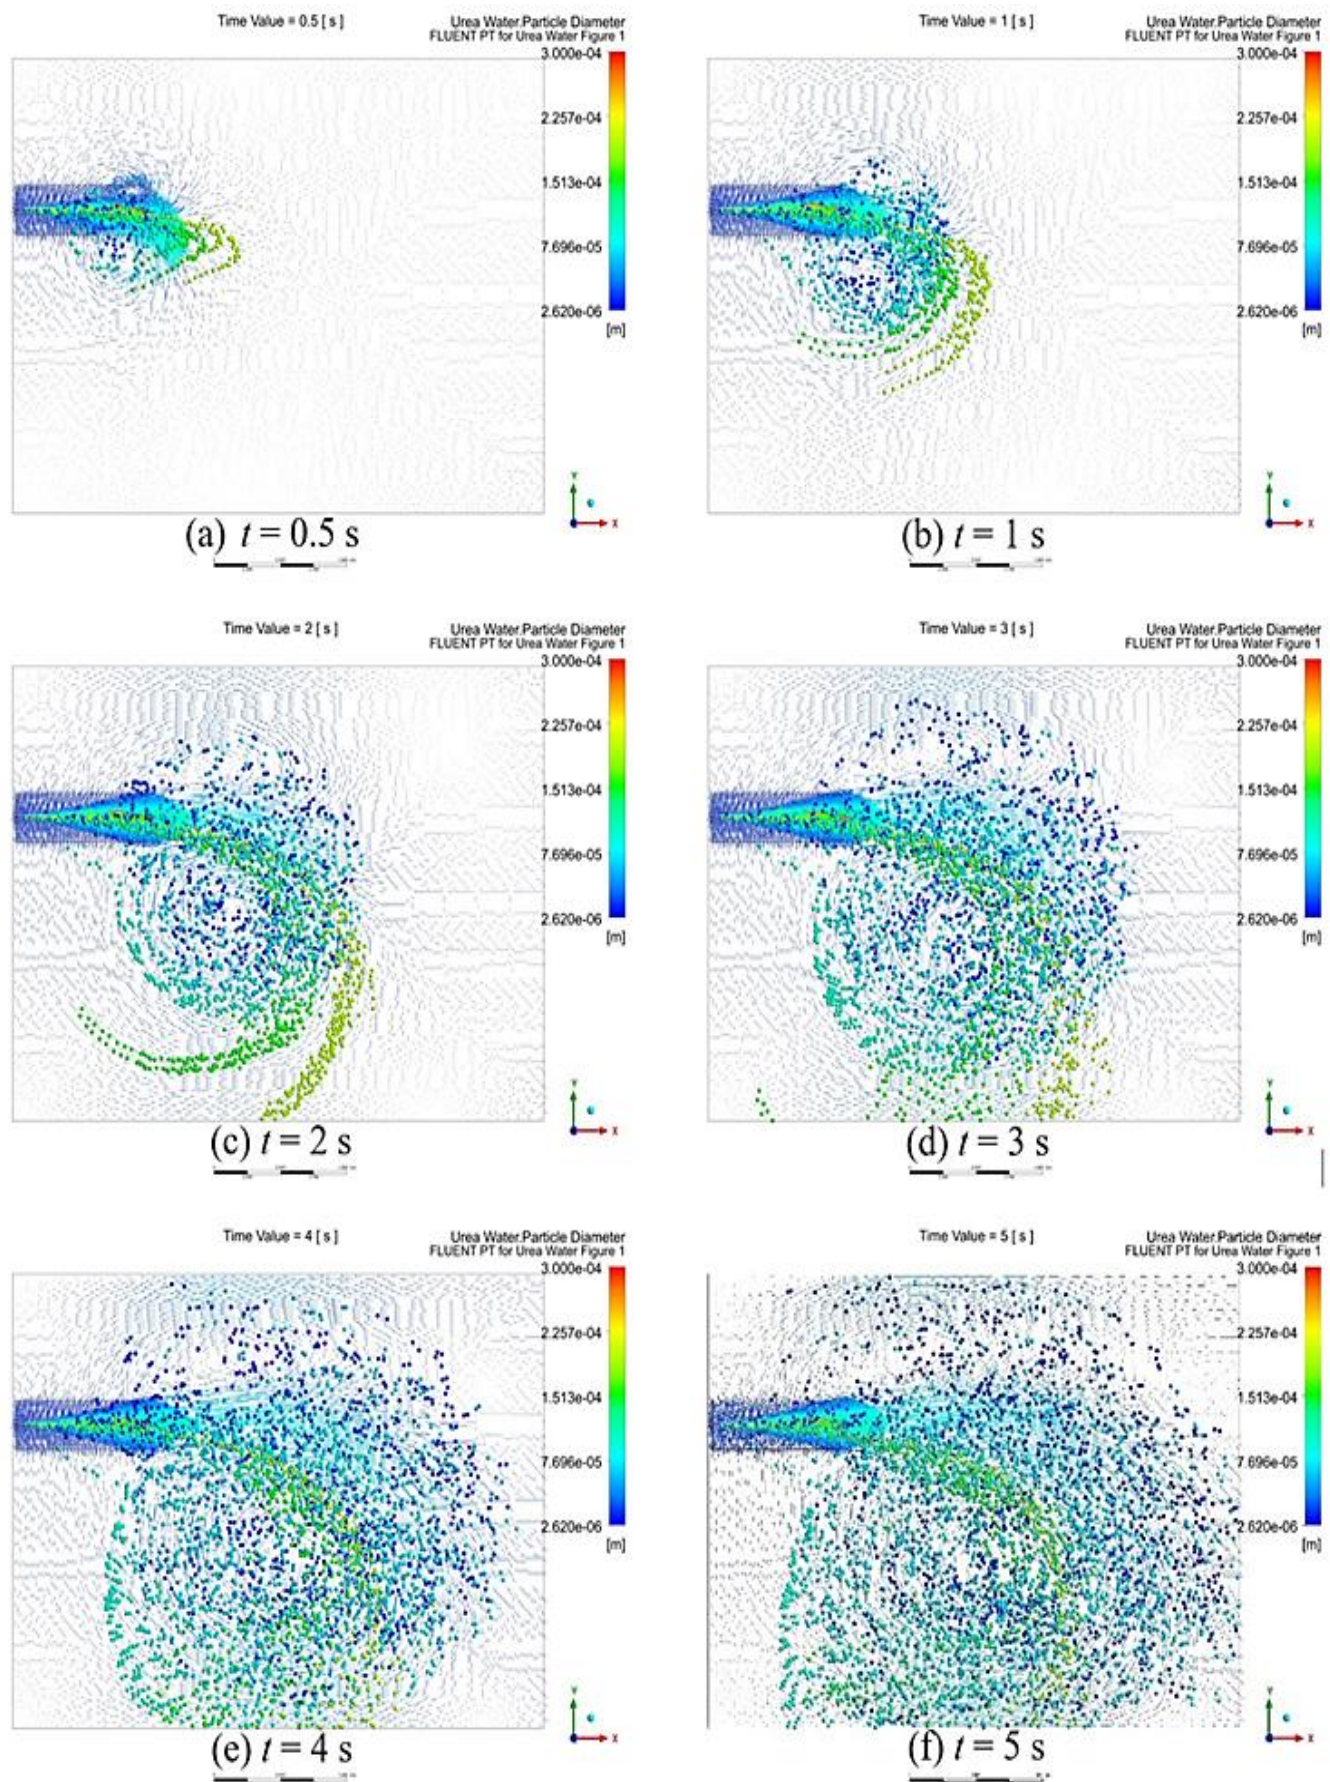 Time Value = 0.5 [ s ]
Urea Water.Particle Diameter
FLUENT PT for Urea Water Figure 1
3.000e-04
2.257e-04
1.513e-04
7.696e-05
2.620e-06
[m]
Y
X
(a) t = 0.5 s
Time Value = 1 [ s ]
Urea Water.Particle Diameter
FLUENT PT for Urea Water Figure 1
3.000e-04
2.257e-04
1.513e-04
7.696e-05
2.620e-06
[m]
Y
X
(b) t = 1 s
Time Value = 2 [ s ]
Urea Water.Particle Diameter
FLUENT PT for Urea Water Figure 1
3.000e-04
2.257e-04
1.513e-04
7.696e-05
2.620e-06
[m]
Y
X
(c) t = 2 s
Time Value = 3 [ s ]
Urea Water.Particle Diameter
FLUENT PT for Urea Water Figure 1
3.000e-04
2.257e-04
1.513e-04
7.696e-05
2.620e-06
[m]
Y
X
(d) t = 3 s
Time Value = 4 [ s ]
Urea Water.Particle Diameter
FLUENT PT for Urea Water Figure 1
3.000e-04
2.257e-04
1.513e-04
7.696e-05
2.620e-06
[m]
Y
X
(e) t = 4 s
Time Value = 5 [ s ]
Urea Water.Particle Diameter
FLUENT PT for Urea Water Figure 1
3.000e-04
2.257e-04
1.513e-04
7.696e-05
2.620e-06
[m]
Y
X
(f) t = 5 s